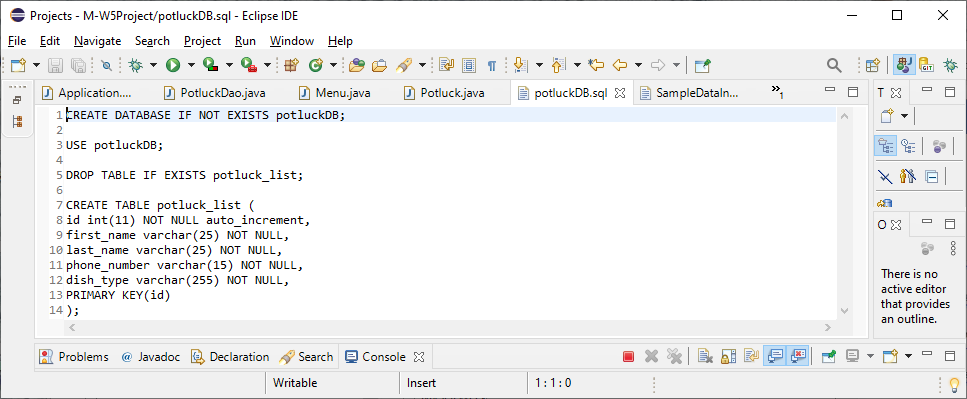 Projects - M-W5Project/potluckDB.sql - Eclipse IDE
File Edit Navigate Search Project Run Window Help
Application.... PotluckDao.java Menu.java Potluck.java potluckDB.sql SampleDataIn... »1 T
1 CREATE DATABASE IF NOT EXISTS potluckDB;
2
3 USE potluckDB;
4
5 DROP TABLE IF EXISTS potluck_list;
6
7 CREATE TABLE potluck_list (
8 id int(11) NOT NULL auto_increment,
9 first_name varchar(25) NOT NULL,
10 last_name varchar(25) NOT NULL,
11 phone_number varchar(15) NOT NULL,
12 dish_type varchar(255) NOT NULL,
13 PRIMARY KEY(id)
14 );
O
There is no
active editor
that provides
an outline.
Problems @ Javadoc Declaration Search Console
Writable Insert 1 : 1 : 0